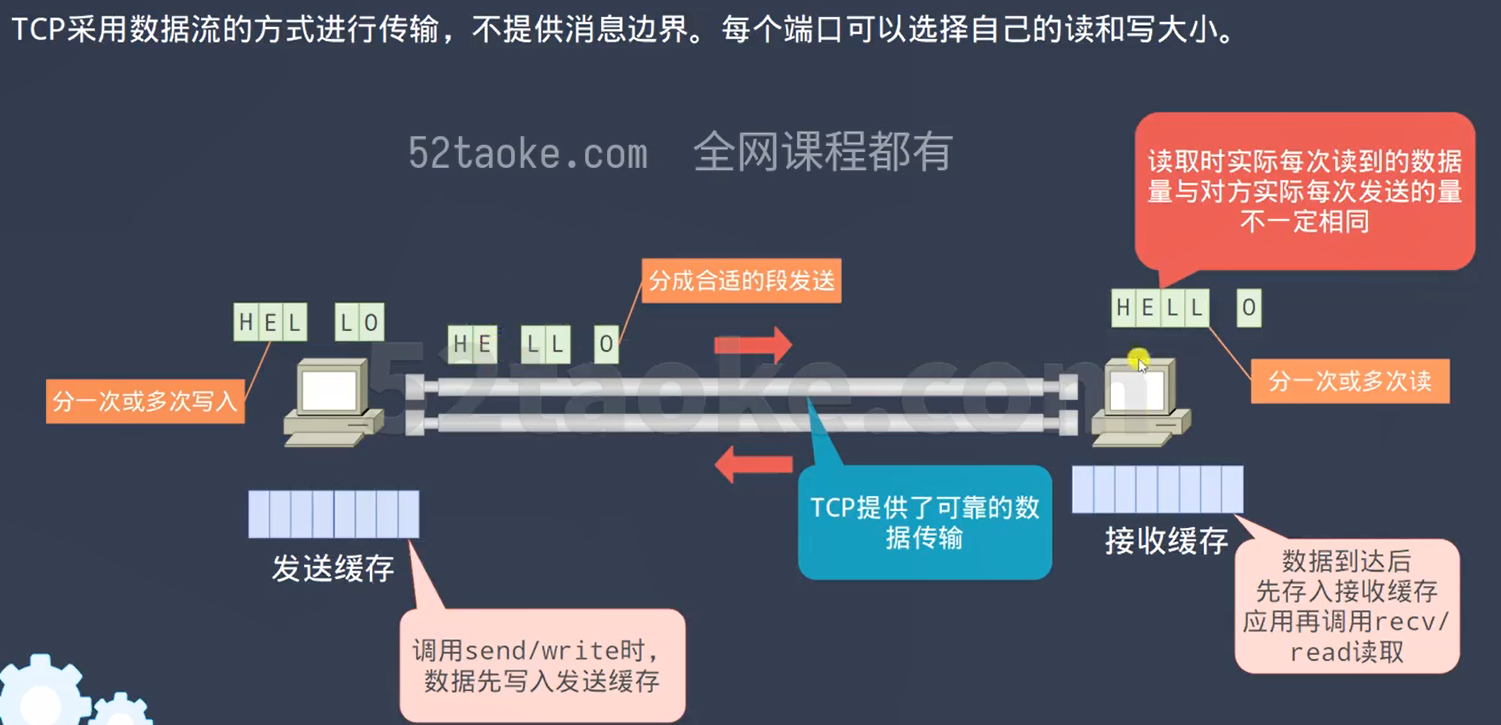 TCP采用数据流的方式进行传输，不提供消息边界。每个端口可以选择自己的读和写大小。
52taoke.com 全网课程都有
读取时实际每次读到的数据
量与对方实际每次发送的量
不一定相同
分成合适的段发送
HEL LO
HE LL O
HELL O
分一次或多次写入
分一次或多次读
52taoke.com
TCP提供了可靠的数
据传输
发送缓存
接收缓存
调用send/write时，
数据先写入发送缓存
数据到达后
先存入接收缓存
应用再调用recv/
read读取